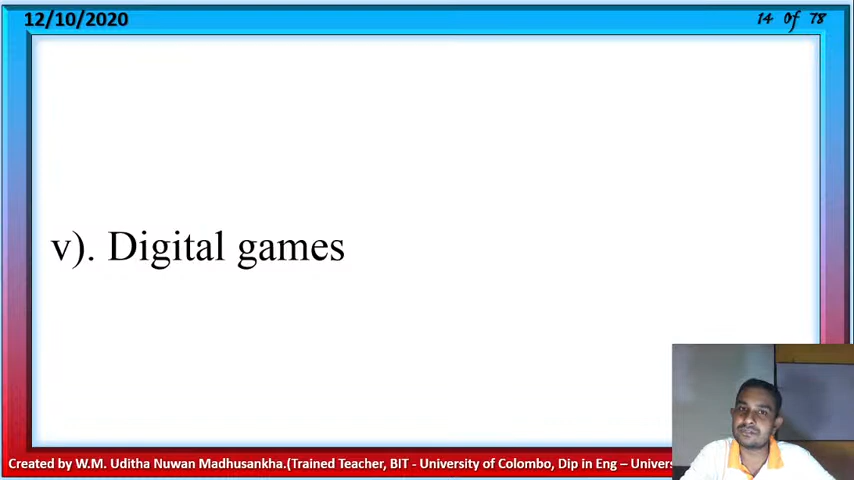 12/10/2020
14 of 78
v). Digital games
Created by W.M. Uditha Nuwan Madhusankha.(Trained Teacher, BIT - University of Colombo, Dip in Eng – Univers